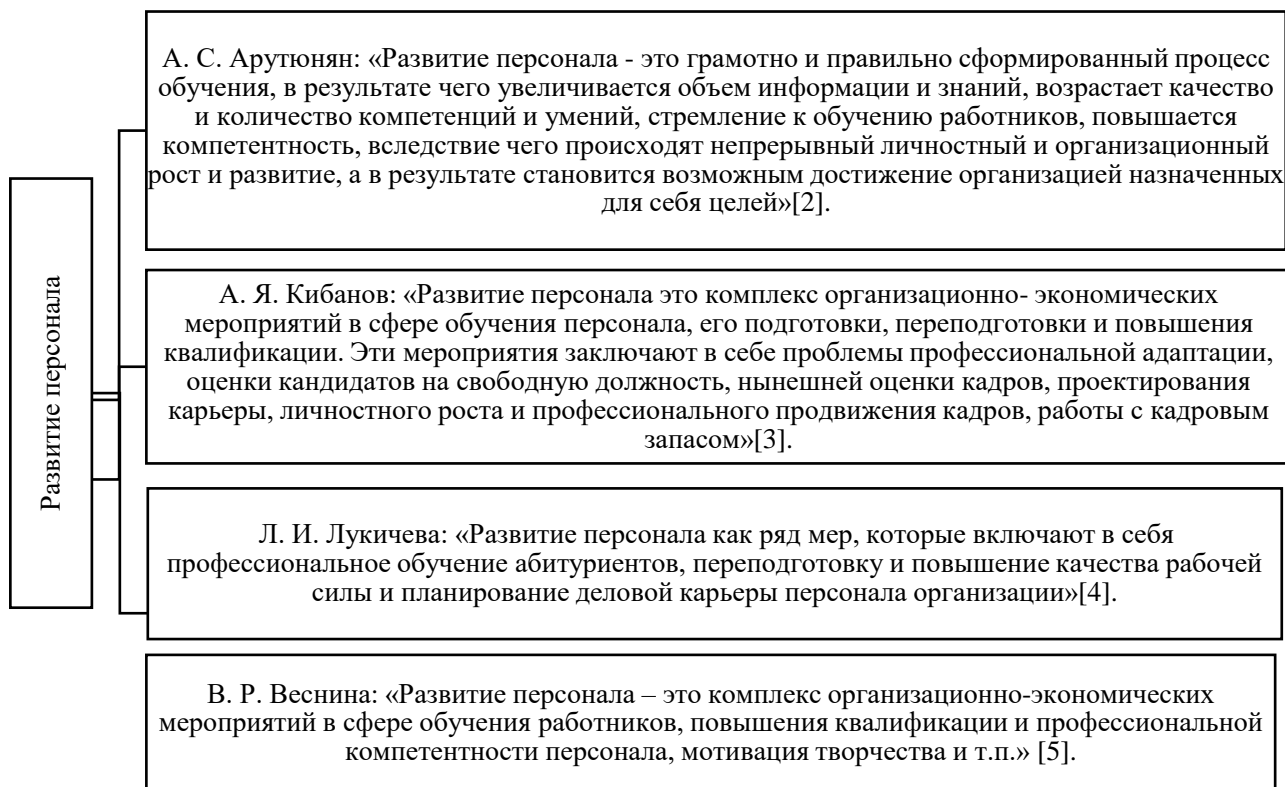 Развитие персонала
А. С. Арутюнян: «Развитие персонала - это грамотно и правильно сформированный процесс
обучения, в результате чего увеличивается объем информации и знаний, возрастает качество
и количество компетенций и умений, стремление к обучению работников, повышается
компетентность, вследствие чего происходят непрерывный личностный и организационный
рост и развитие, а в результате становится возможным достижение организацией назначенных
для себя целей»[2].
А. Я. Кибанов: «Развитие персонала это комплекс организационно- экономических
мероприятий в сфере обучения персонала, его подготовки, переподготовки и повышения
квалификации. Эти мероприятия заключают в себе проблемы профессиональной адаптации,
оценки кандидатов на свободную должность, нынешней оценки кадров, проектирования
карьеры, личностного роста и профессионального продвижения кадров, работы с кадровым
запасом»[3].
Л. И. Лукичева: «Развитие персонала как ряд мер, которые включают в себя
профессиональное обучение абитуриентов, переподготовку и повышение качества рабочей
силы и планирование деловой карьеры персонала организации»[4].
В. Р. Веснина: «Развитие персонала – это комплекс организационно-экономических
мероприятий в сфере обучения работников, повышения квалификации и профессиональной
компетентности персонала, мотивация творчества и т.п.» [5].